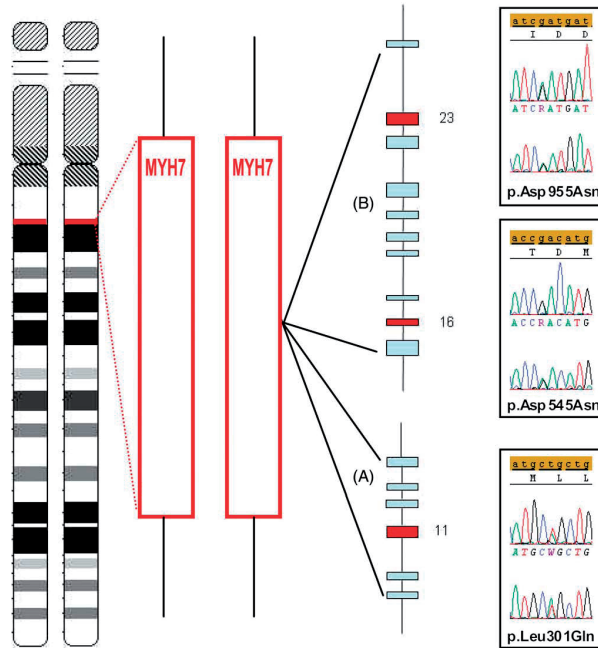 MYH7
MYH7
(B)
23
16
(A)
11
atcgatgat
I D D
ATCRATGAT
p.Asp955Asn
accgacatg
T D M
ACCRACATG
p.Asp545Asn
atgctgctg
M L L
ATGCWGCTG
p.Leu301Gln